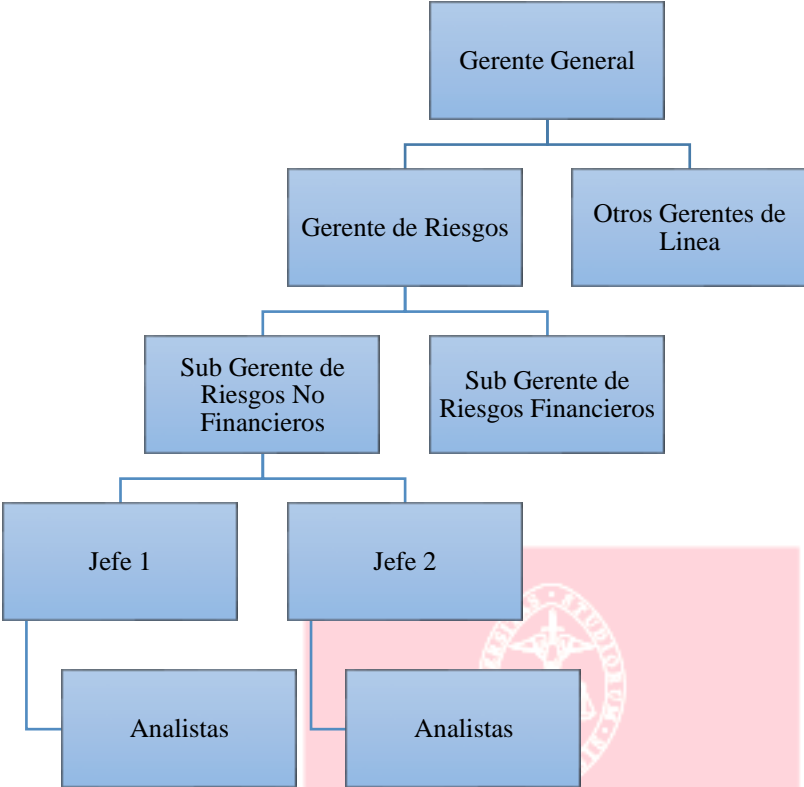 Gerente General
Gerente de Riesgos
Otros Gerentes de
Linea
Sub Gerente de
Riesgos No
Financieros
Sub Gerente de
Riesgos Financieros
Jefe 1
Jefe 2
Analistas
Analistas